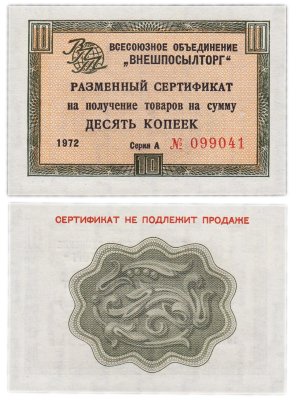 10 10
ВПТ
ВСЕСОЮЗНОЕ ОБЪЕДИНЕНИЕ
„ВНЕШПОСЫЛТОРГ"
РАЗМЕННЫЙ СЕРТИФИКАТ
на получение товаров на сумму
ДЕСЯТЬ КОПЕЕК
1972 Серия А № 099041
10
СЕРТИФИКАТ НЕ ПОДЛЕЖИТ ПРОДАЖЕ